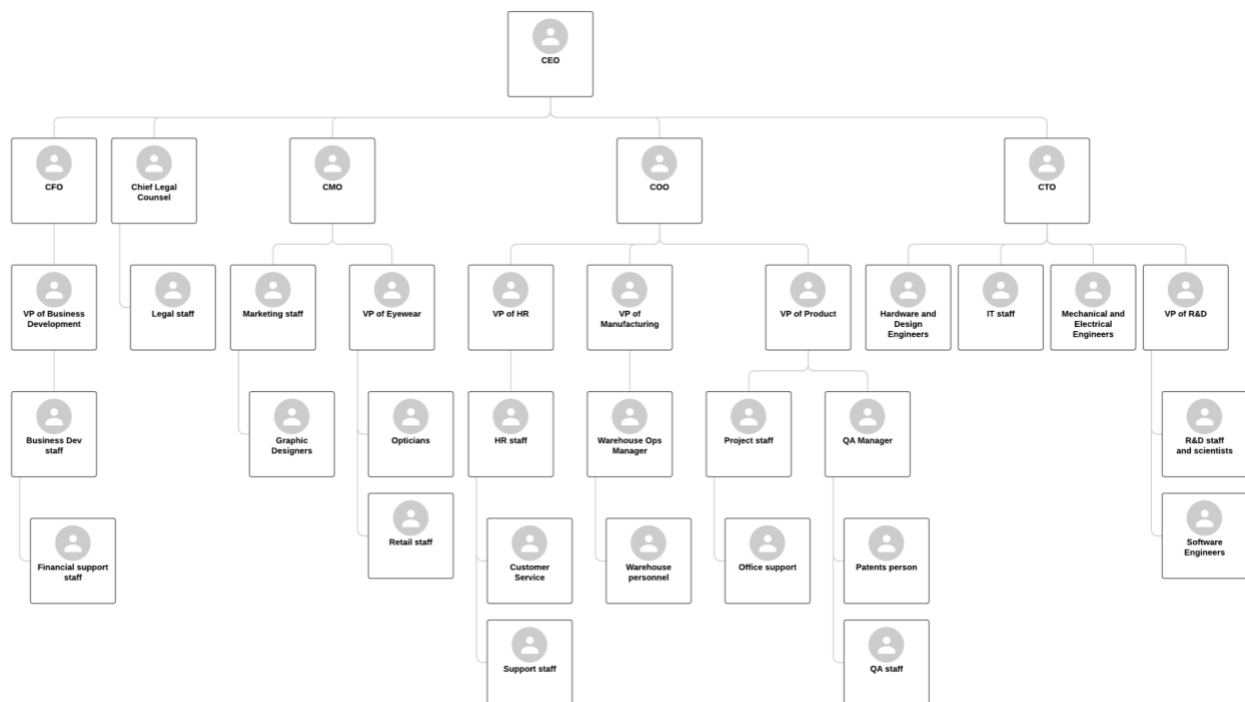 CEO
CFO
Chief Legal
Counsel
CMO
COO
CTO
VP of Business
Development
Legal staff
Marketing staff
VP of Eyewear
VP of HR
VP of
Manufacturing
VP of Product
Hardware and
Design
Engineers
IT staff
Mechanical and
Electrical
Engineers
VP of R&D
Business Dev
staff
Graphic
Designers
Opticians
HR staff
Warehouse Ops
Manager
Project staff
QA Manager
R&D staff
and scientists
Financial support
staff
Retail staff
Customer
Service
Warehouse
personnel
Office support
Patents person
Software
Engineers
Support staff
QA staff